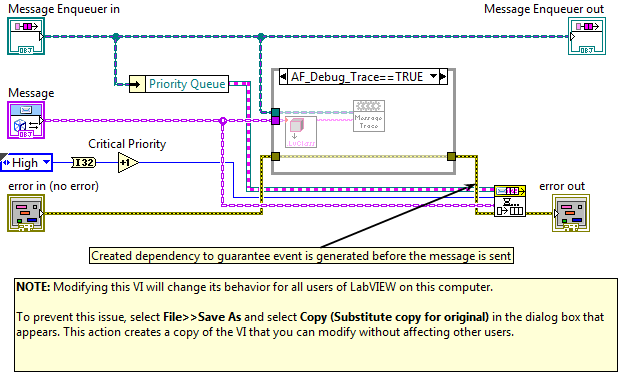 Message Enqueuer in
Message Enqueuer out
OBJ
OBJ
AF_Debug_Trace==TRUE
Priority Queue
Message
OBJ
Message
Trace
Critical Priority
High
I32
+1
error in (no error)
error out
Created dependency to guarantee event is generated before the message is sent
NOTE: Modifying this VI will change its behavior for all users of LabVIEW on this computer.
To prevent this issue, select File>>Save As and select Copy (Substitute copy for original) in the dialog box that
appears. This action creates a copy of the VI that you can modify without affecting other users.